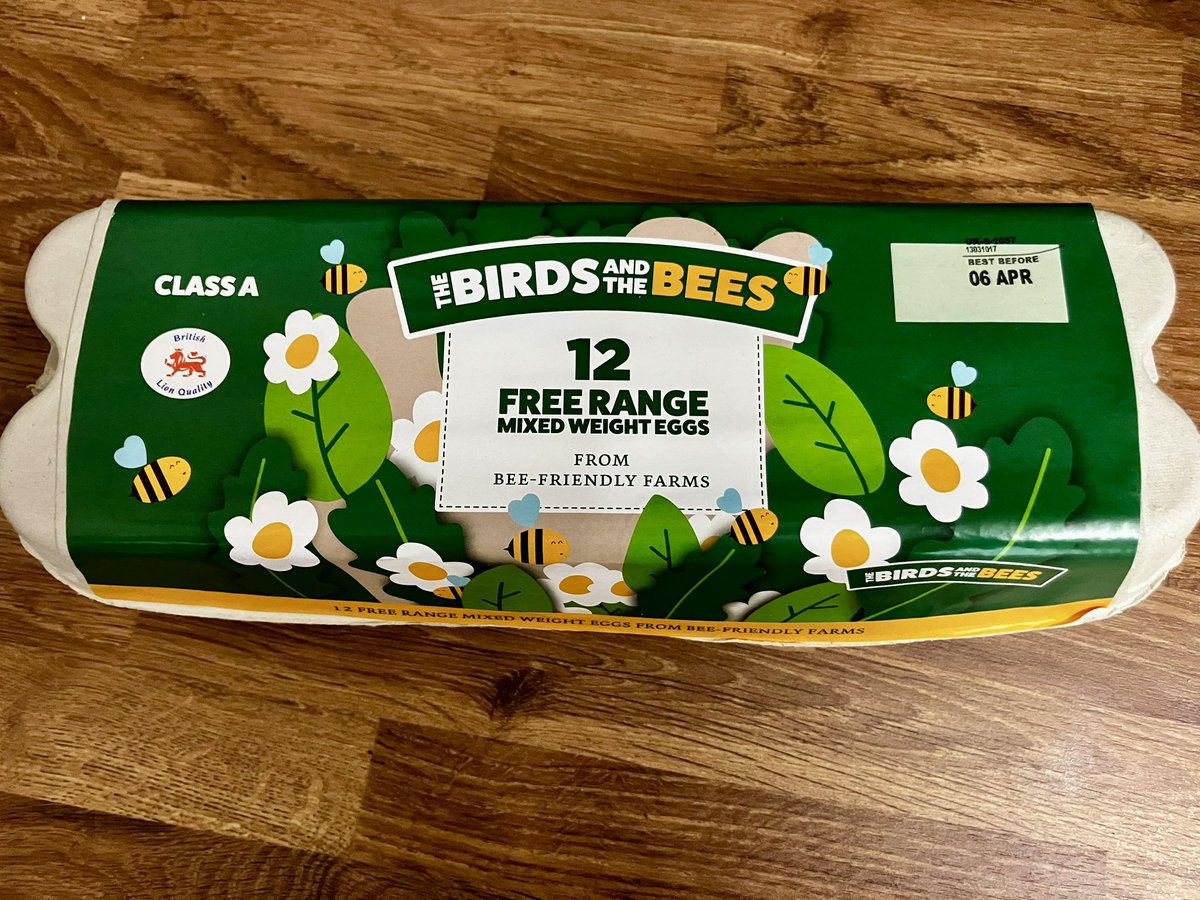 CLASS A
British
Lion Quality
THE BIRDS AND THE BEES
12
FREE RANGE
MIXED WEIGHT EGGS
FROM
BEE-FRIENDLY FARMS
13031017
BEST BEFORE
06 APR
THE BIRDS AND THE BEES
12 FREE RANGE MIXED WEIGHT EGGS FROM BEE-FRIENDLY FARMS